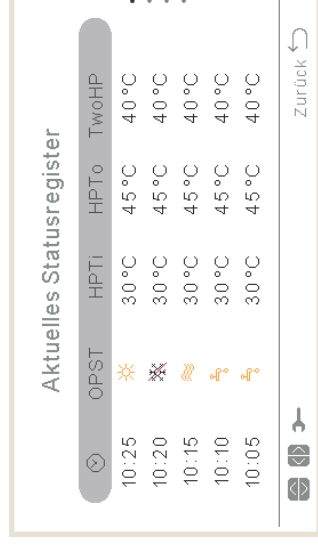 Aktuelles Statusregister
OPST HPTi HPTo TwoHP
10:25 30°C 45°C 40°C
10:20 30°C 45°C 40°C
10:15 30°C 45°C 40°C
10:10 30°C 45°C 40°C
10:05 30°C 45°C 40°C
Zurück